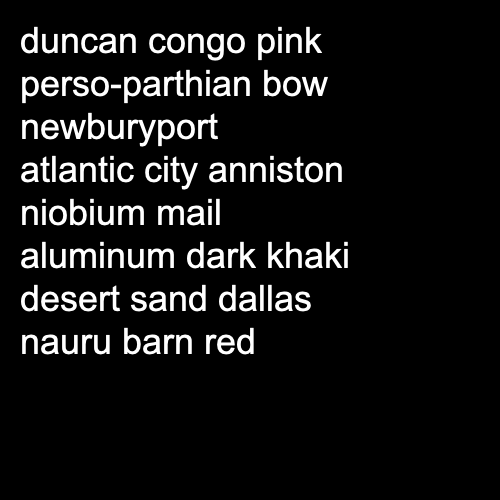 duncan congo pink
perso-parthian bow
newburyport
atlantic city anniston
niobium mail
aluminum dark khaki
desert sand dallas
nauru barn red